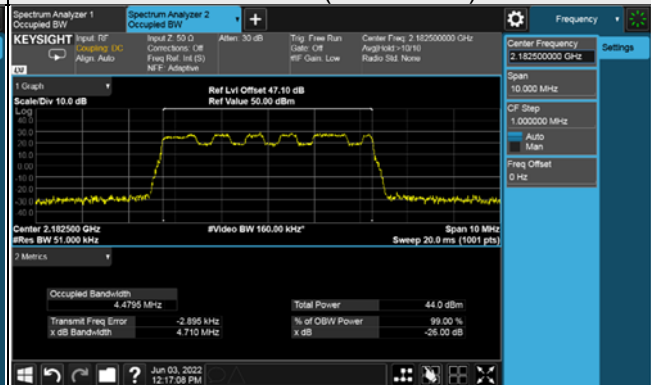 Spectrum Analyzer 1
Occupied BW
Spectrum Analyzer 2
Occupied BW
+
Frequency
KEYSIGHT Input: RF
Coupling: DC
Align: Auto
Input Z: 50 Ω
Corrections: Off
Freq Ref: Int (S)
NFE: Adaptive
Atten: 30 dB
Trig: Free Run
Gate: Off
#IF Gain: Low
Center Freq: 2.182500000 GHz
Avg|Hold:>10/10
Radio Std: None
Center Frequency
2.182500000 GHz
Settings
Span
10.000 MHz
CF Step
1.000000 MHz
Auto
Man
Freq Offset
0 Hz
1 Graph
Scale/Div 10.0 dB
Ref Lvl Offset 47.10 dB
Ref Value 50.00 dBm
Log
40.0
30.0
20.0
10.0
0.00
-10.0
-20.0
-30.0
-40.0
Center 2.182500 GHz
#Res BW 51.000 kHz
#Video BW 160.00 kHz*
Span 10 MHz
Sweep 20.0 ms (1001 pts)
2 Metrics
Occupied Bandwidth
4.4795 MHz
Total Power 44.0 dBm
Transmit Freq Error -2.895 kHz
% of OBW Power 99.00 %
x dB Bandwidth 4.710 MHz
x dB -26.00 dB
?
Jun 03, 2022
12:17:08 PM